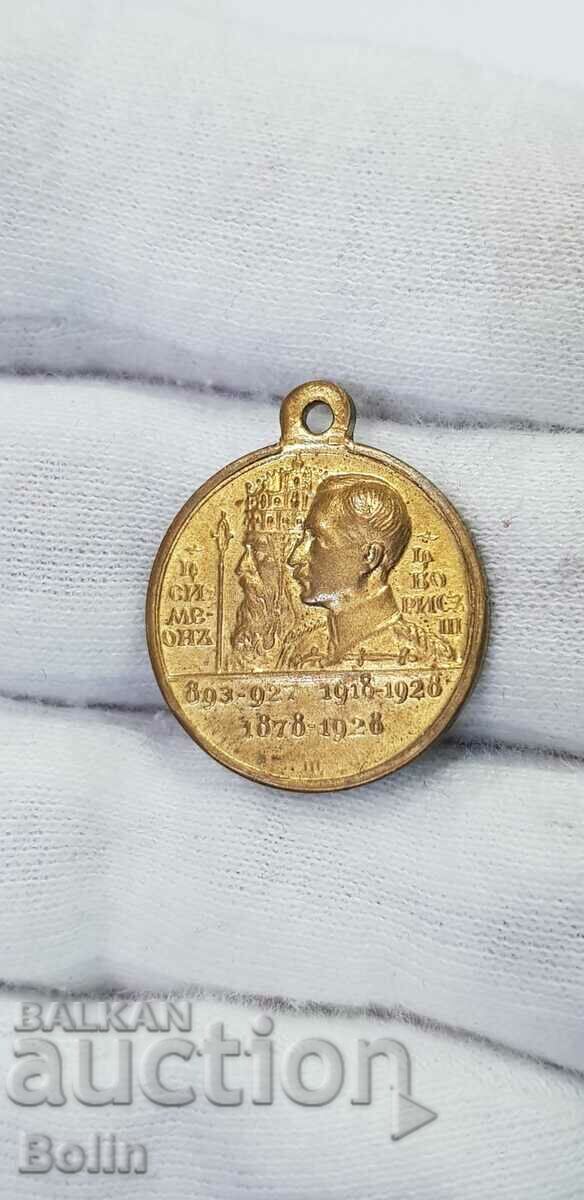 Ц
СИ
МЕ
ОНЪ
Ц
БО
РИСЪ
III
893-927 1918-1928
1878-1928
BALKAN
auction
Bolin